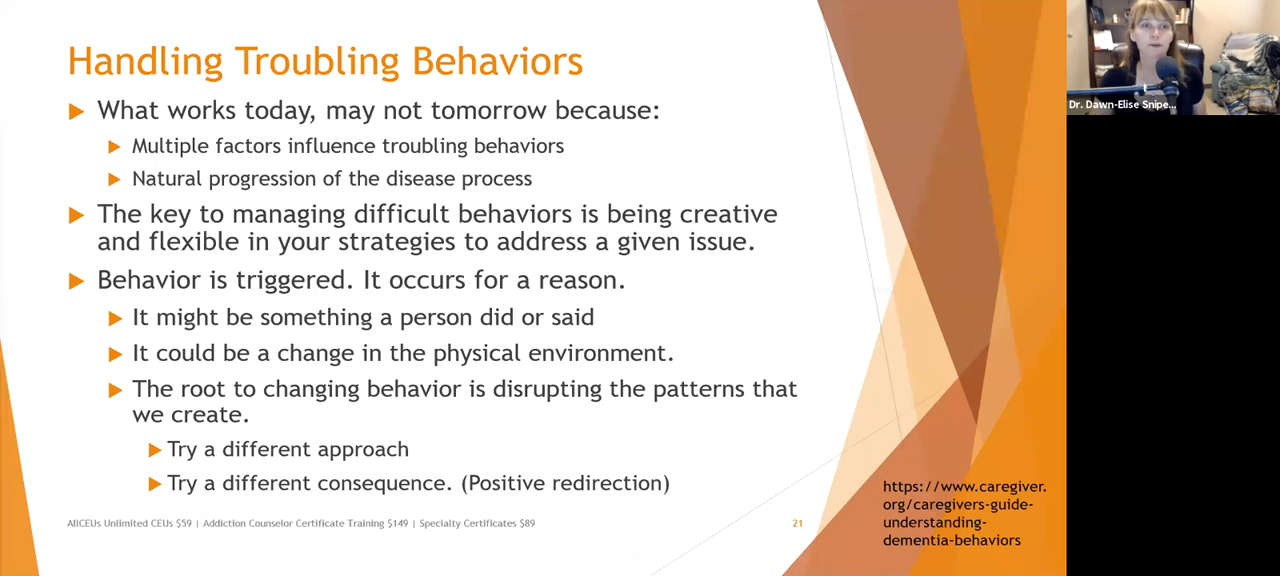 Handling Troubling Behaviors
What works today, may not tomorrow because:
Multiple factors influence troubling behaviors
Natural progression of the disease process
The key to managing difficult behaviors is being creative
and flexible in your strategies to address a given issue.
Behavior is triggered. It occurs for a reason.
It might be something a person did or said
It could be a change in the physical environment.
The root to changing behavior is disrupting the patterns that
we create.
Try a different approach
Try a different consequence. (Positive redirection)
AllCEUs Unlimited CEUs $59 | Addiction Counselor Certificate Training $149 | Specialty Certificates $89
21
https://www.caregiver.
org/caregivers-guide-
understanding-
dementia-behaviors
Dr. Dawn-Elise Snipe...